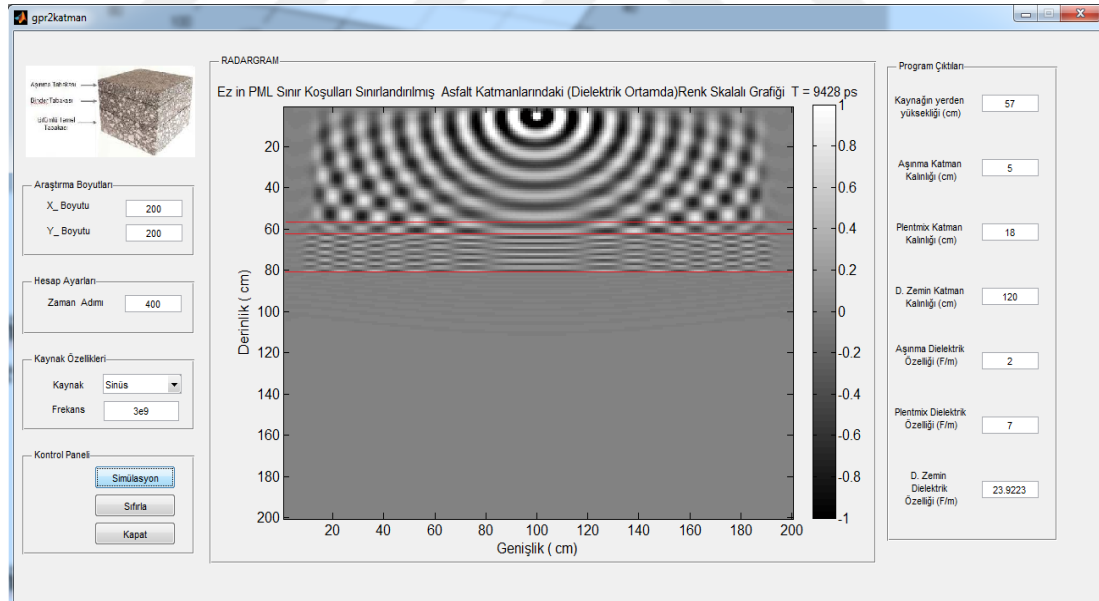 gpr2katman
Aşınma Tabakası
Binder Tabakası
Bitümlü Temel
Tabakası
Araştırma Boyutları
X_ Boyutu
200
Y_ Boyutu
200
Hesap Ayarları
Zaman Adımı
400
Kaynak Özellikleri
Kaynak
Sinüs
Frekans
3e9
Kontrol Paneli
Simülasyon
Sıfırla
Kapat
RADARGRAM
Ez in PML Sınır Koşulları Sınırlandırılmış Asfalt Katmanlarındaki (Dielektrik Ortamda)Renk Skalalı Grafiği T = 9428 ps
Derinlik ( cm)
20
40
60
80
100
120
140
160
180
200
20 40 60 80 100 120 140 160 180 200
Genişlik ( cm)
1
0.8
0.6
0.4
0.2
0
-0.2
-0.4
-0.6
-0.8
-1
Program Çıktıları
Kaynağın yerden
yüksekliği (cm)
57
Aşınma Katman
Kalınlığı (cm)
5
Plentmix Katman
Kalınlığı (cm)
18
D. Zemin Katman
Kalınlığı (cm)
120
Aşınma Dielektrik
Özelliği (F/m)
2
Plentmix Dielektrik
Özelliği (F/m)
7
D. Zemin
Dielektrik
Özelliği (F/m)
23.9223